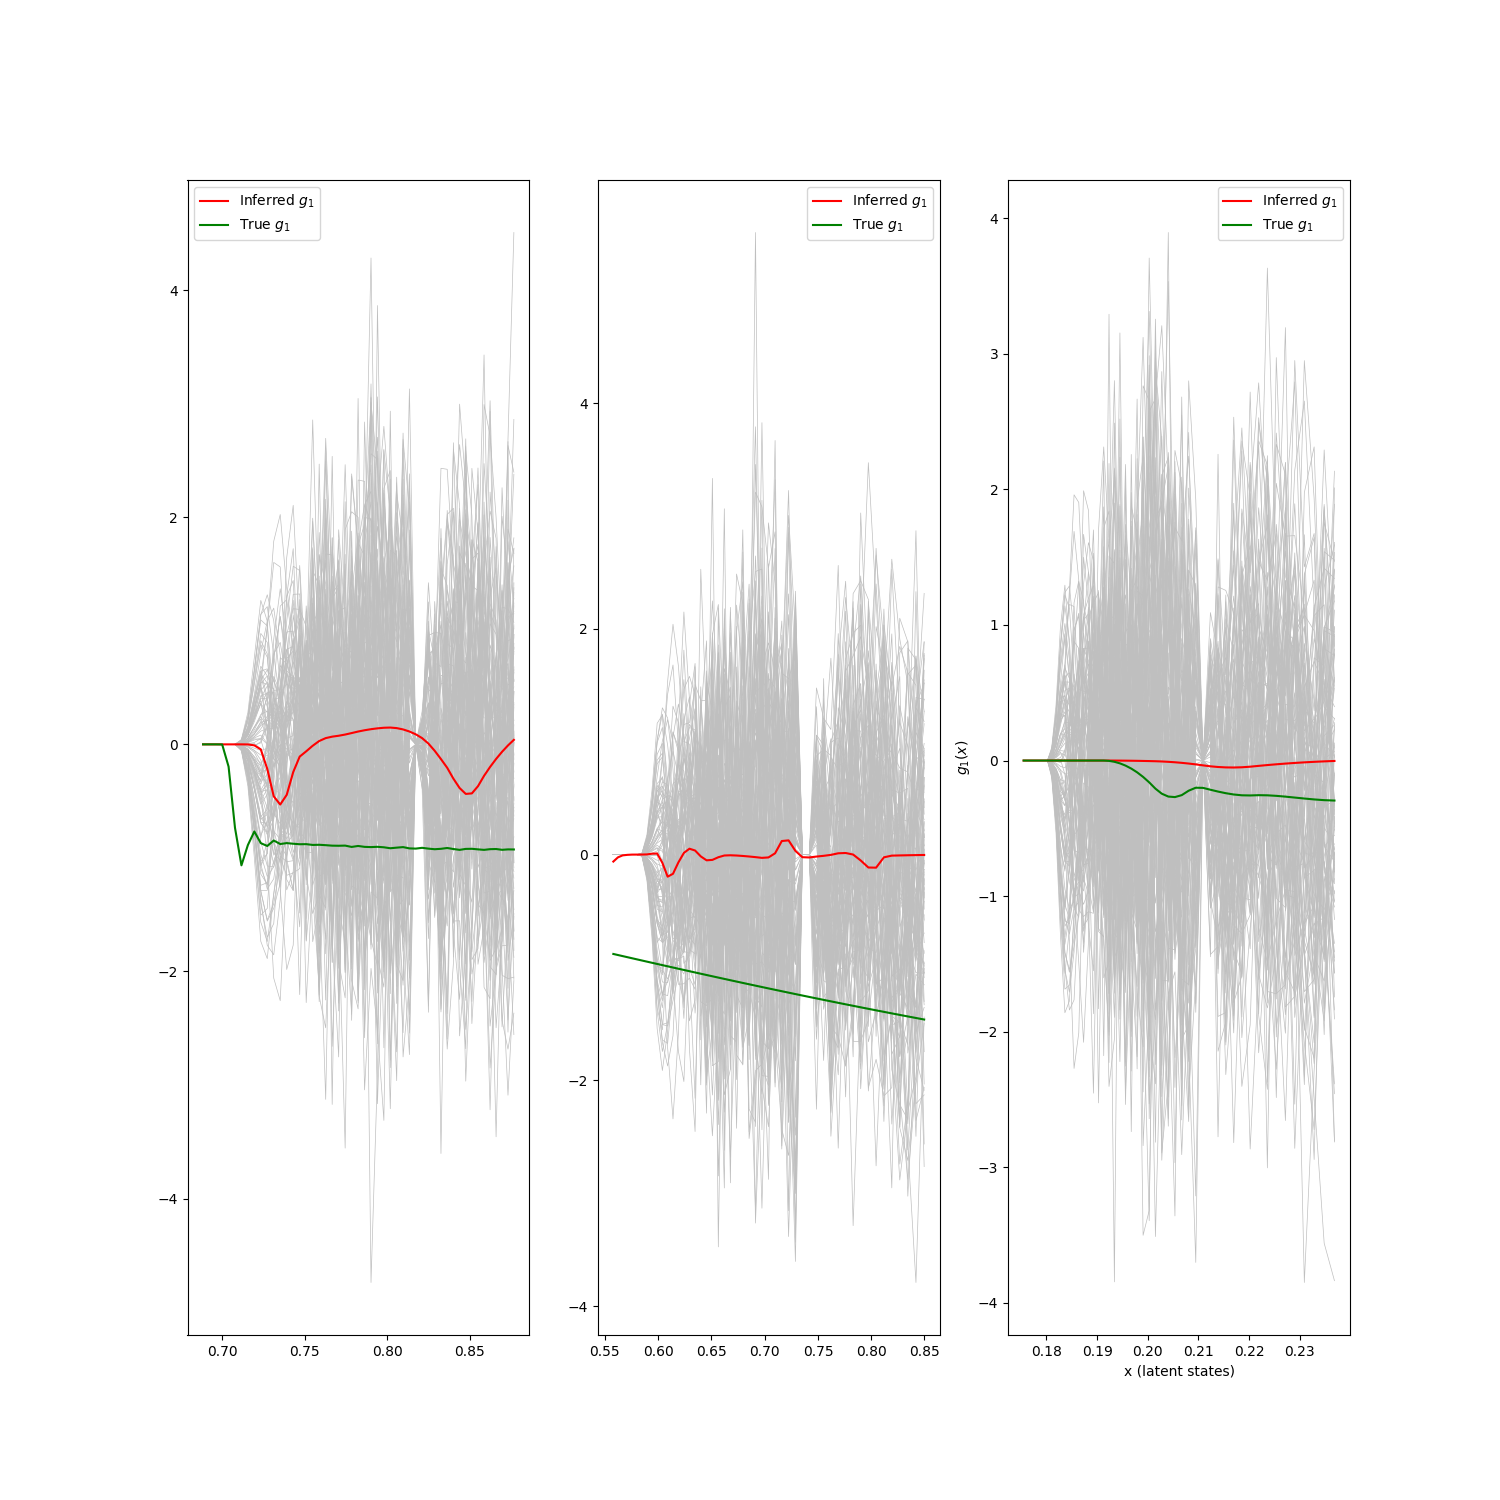 Inferred g₁
True g₁
4
2
0
−2
−4
0.70 0.75 0.80 0.85
Inferred g₁
True g₁
4
2
0
−2
−4
0.55 0.60 0.65 0.70 0.75 0.80 0.85
Inferred g₁
True g₁
4
3
2
1
0
−1
−2
−3
−4
g₁(x)
0.18 0.19 0.20 0.21 0.22 0.23
x (latent states)